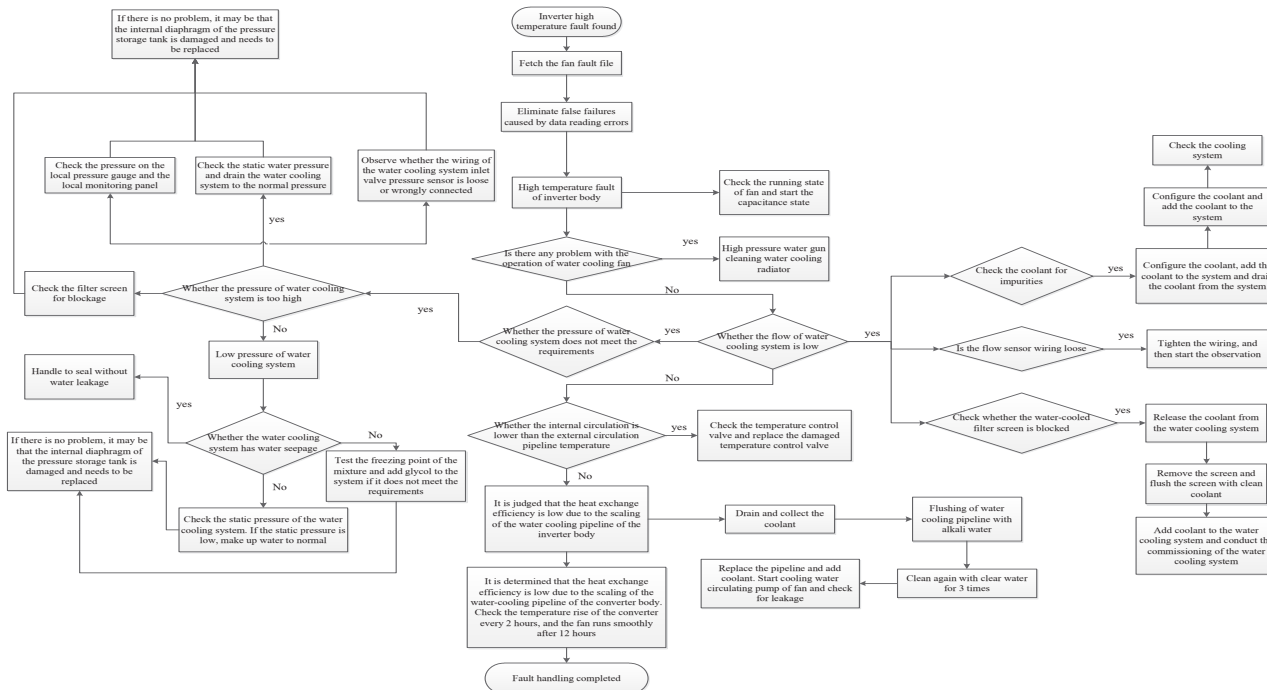 If there is no problem, it may be that
the internal diaphragm of the pressure
storage tank is damaged and needs to
be replaced
Inverter high
temperature fault found
Fetch the fan fault file
Eliminate false failures
caused by data reading errors
Check the pressure on the
local pressure gauge and the
local monitoring panel
Check the static water pressure
and drain the water cooling
system to the normal pressure
Observe whether the wiring of
the water cooling system inlet
valve pressure sensor is loose
or wrongly connected
High temperature fault
of inverter body
Check the running state
of fan and start the
capacitance state
Check the cooling
system
Configure the coolant and
add the coolant to the
system
yes
Is there any problem with the
operation of water cooling fan
yes
High pressure water gun
cleaning water cooling
radiator
Check the coolant for
impurities
yes
Configure the coolant, add the
coolant to the system and drain
the coolant from the system
Check the filter screen
for blockage
Whether the pressure of water cooling
system is too high
yes
No
Whether the pressure of water
cooling system does not meet the
requirements
yes
Whether the flow of water
cooling system is low
yes
Is the flow sensor wiring loose
yes
Tighten the wiring, and
then start the observation
No
Low pressure of water
cooling system
No
Handle to seal without
water leakage
yes
Whether the water cooling
system has water seepage
No
Whether the internal circulation is
lower than the external circulation
pipeline temperature
yes
Check the temperature control
valve and replace the damaged
temperature control valve
Check whether the water-cooled
filter screen is blocked
yes
Release the coolant from
the water cooling system
If there is no problem, it may be
that the internal diaphragm of
the pressure storage tank is
damaged and needs to be
replaced
Test the freezing point of the
mixture and add glycol to the
system if it does not meet the
requirements
No
No
Remove the screen and
flush the screen with clean
coolant
Check the static pressure of the water
cooling system. If the static pressure is
low, make up water to normal
It is judged that the heat exchange
efficiency is low due to the scaling
of the water cooling pipeline of the
inverter body
Drain and collect the
coolant
Flushing of water
cooling pipeline with
alkali water
Add coolant to the water
cooling system and conduct the
commissioning of the water
cooling system
It is determined that the heat exchange
efficiency is low due to the scaling of the
water-cooling pipeline of the converter body.
Check the temperature rise of the converter
every 2 hours, and the fan runs smoothly
after 12 hours
Replace the pipeline and add
coolant. Start cooling water
circulating pump of fan and check
for leakage
Clean again with clear water
for 3 times
Fault handling completed